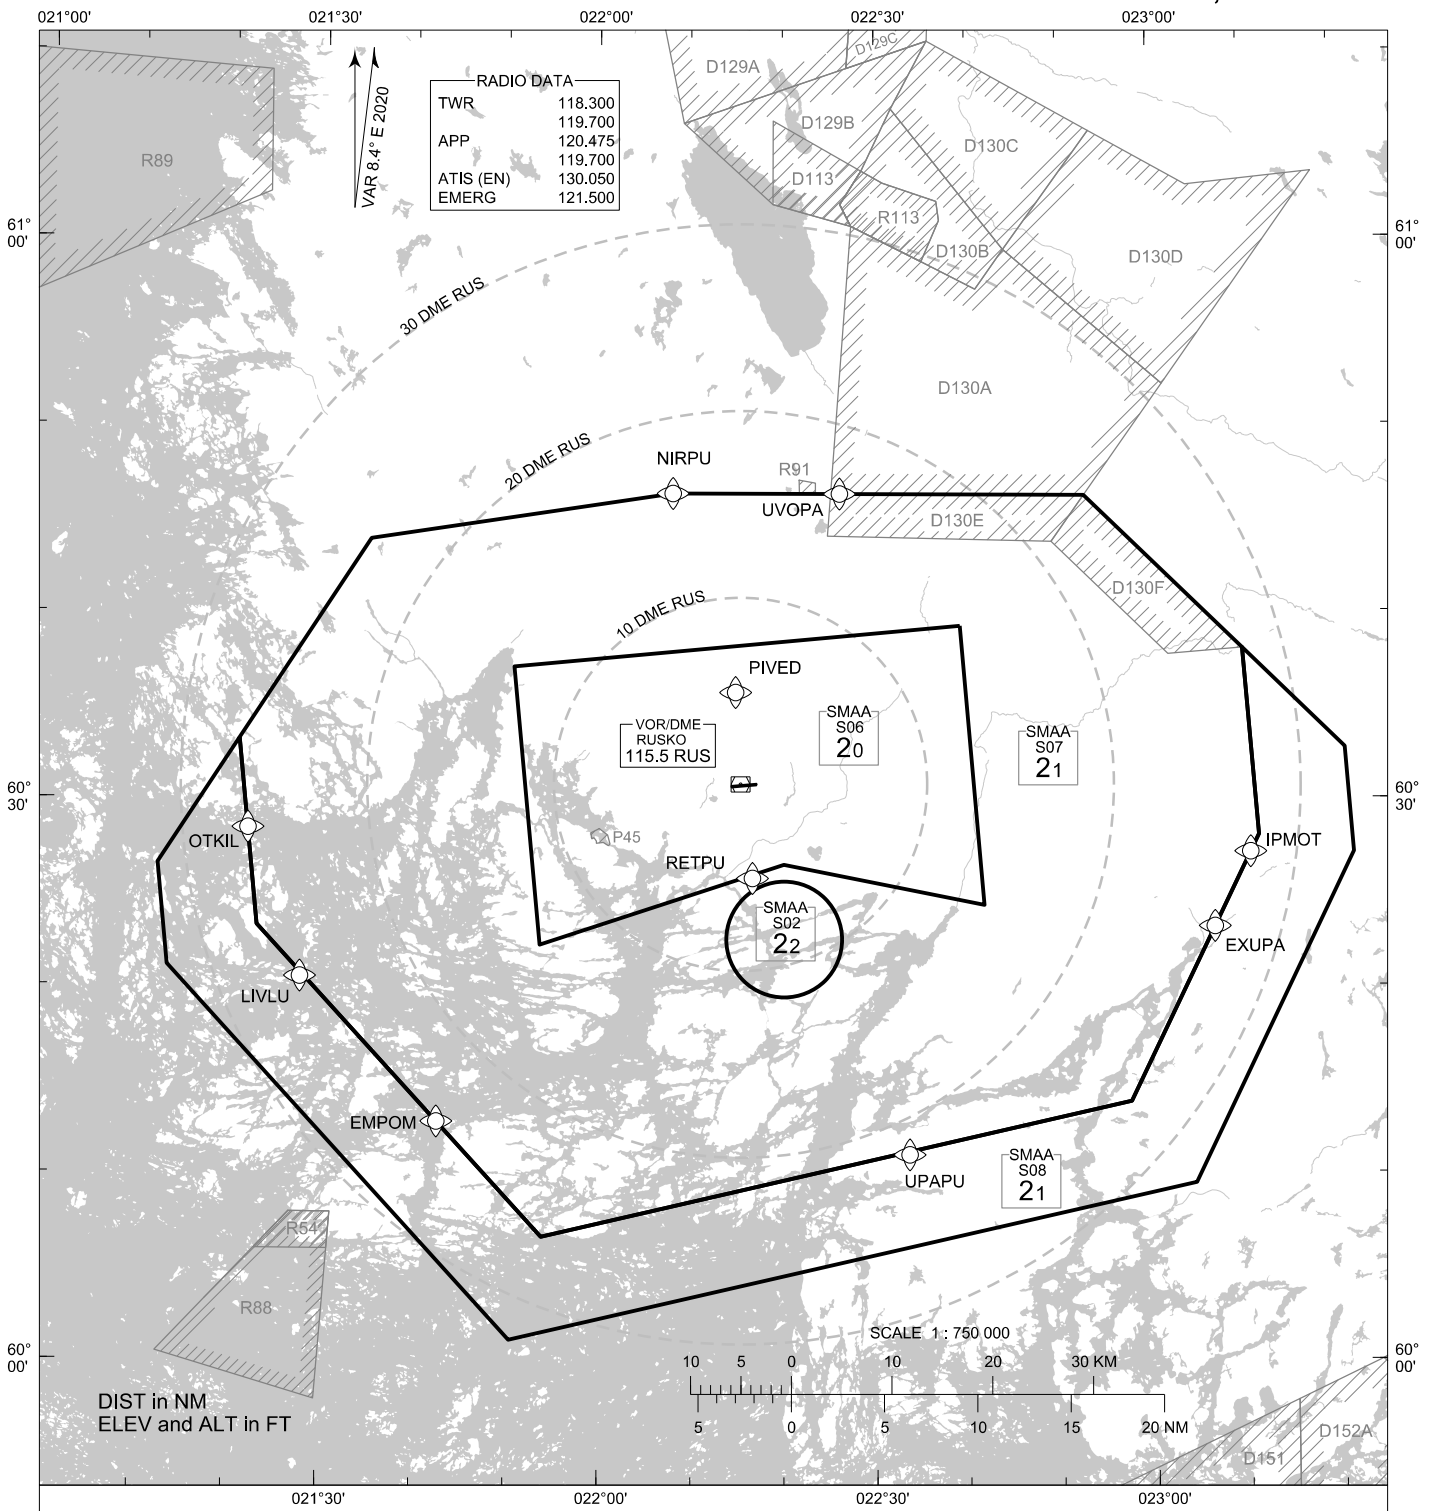 021°00' 021°30' 022°00' 022°30' 023°00'
D129C
D129A
RADIO DATA
TWR 118.300
119.700
APP 120.475
119.700
ATIS (EN) 130.050
EMERG 121.500
VAR 8.4° E 2020
D129B
D130C
R89
D113
R113
61°
00'
61°
00'
D130B
D130D
30 DME RUS
D130A
20 DME RUS
NIRPU
R91
UVOPA
D130E
D130F
10 DME RUS
PIVED
VOR/DME
RUSKO
115.5 RUS
SMAA
S06
20
SMAA
S07
21
60°
30'
60°
30'
OTKIL
P45
IPMOT
RETPU
SMAA
S02
22
EXUPA
LIVLU
EMPOM
UPAPU
SMAA
S08
21
R54
R88
SCALE 1 : 750 000
60°
00'
60°
00'
10 5 0 10 20 30 KM
5 0 5 10 15 20 NM
DIST in NM
ELEV and ALT in FT
D152A
D151
021°30' 022°00' 022°30' 023°00'